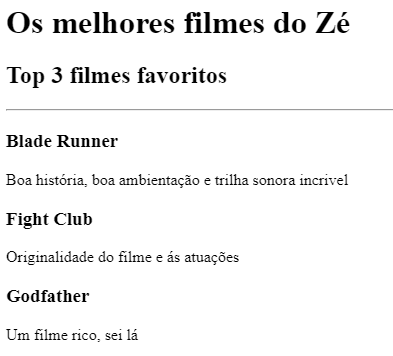 Os melhores filmes do Zé
Top 3 filmes favoritos
Blade Runner
Boa história, boa ambientação e trilha sonora incrivel
Fight Club
Originalidade do filme e ás atuações
Godfather
Um filme rico, sei lá